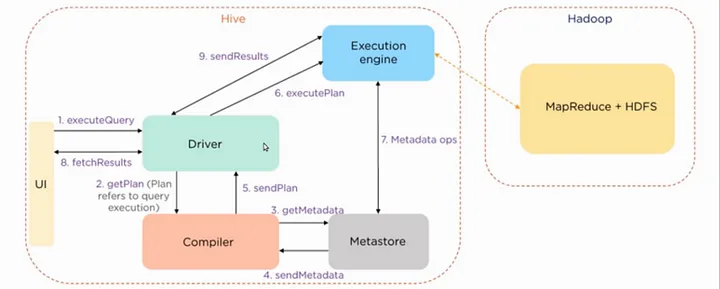 Hive
Hadoop
9. sendResults
Execution
engine
6. executePlan
MapReduce + HDFS
1. executeQuery
Driver
7. Metadata ops
8. fetchResults
UI
2. getPlan (Plan
refers to query
execution)
5. sendPlan
3. getMetadata
Compiler
Metastore
4. sendMetadata